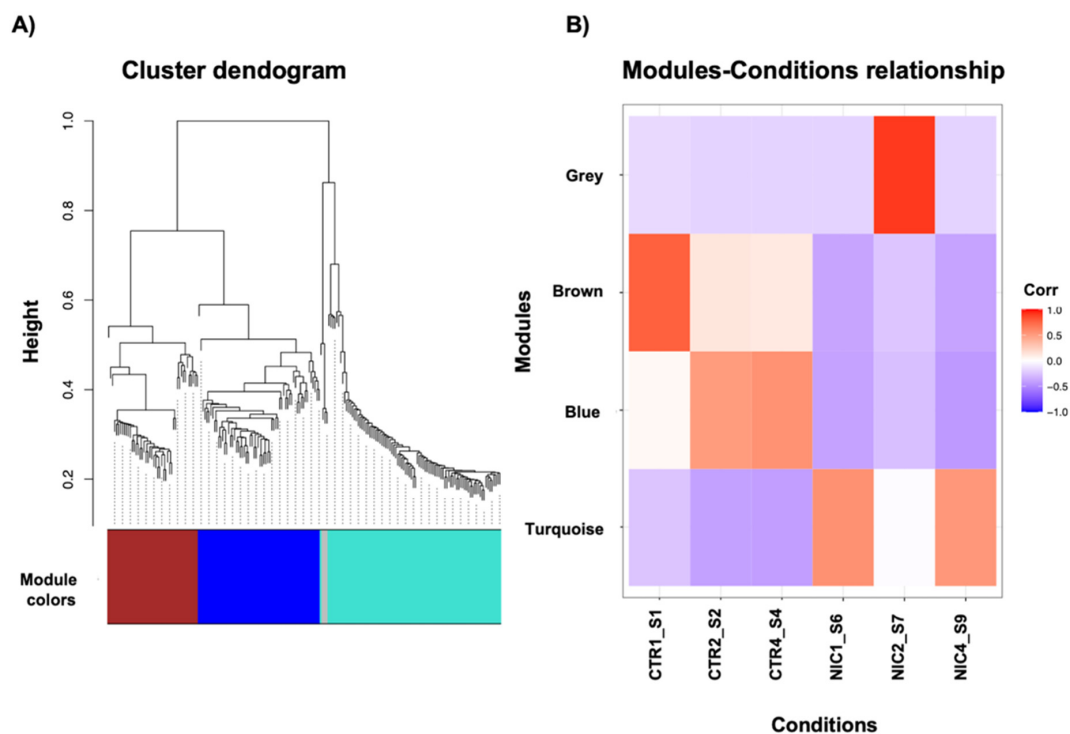 A)
Cluster dendogram
Height
1.0
0.8
0.6
0.4
0.2
Module
colors
B)
Modules-Conditions relationship
Modules
Grey
Brown
Blue
Turquoise
CTR1_S1
CTR2_S2
CTR4_S4
NIC1_S6
NIC2_S7
NIC4_S9
Conditions
Corr
1.0
0.5
0.0
−0.5
−1.0